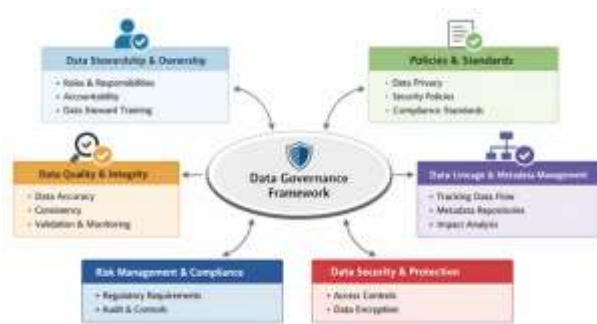 Data Stewardship & Ownership
• Roles & Responsibilities
• Accountability
• Data Steward Training
Policies & Standards
• Data Privacy
• Security Policies
• Compliance Standards
Data Quality & Integrity
• Data Accuracy
• Consistency
• Validation & Monitoring
Data Governance
Framework
Data Lineage & Metadata Management
• Tracking Data Flow
• Metadata Repositories
• Impact Analysis
Risk Management & Compliance
• Regulatory Requirements
• Audit & Controls
Data Security & Protection
• Access Controls
• Data Encryption